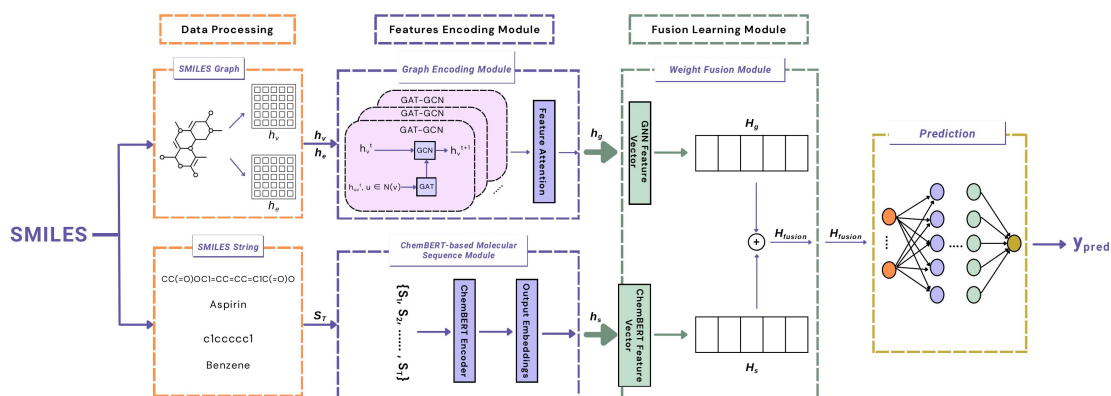 Data Processing
Features Encoding Module
Fusion Learning Module
SMILES Graph
Graph Encoding Module
Weight Fusion Module
GAT-GCN
GAT-GCN
GAT-GCN
h_v
h_e
h_v
h_e
h_v^t
GCN
h_v^t+1
GAT
Feature Attention
h_g
GNN Feature
Vector
H_g
Prediction
SMILES
+
H_fusion
H_fusion
y_pred
SMILES String
ChemBERT-based Molecular
Sequence Module
CC(=O)OC1=CC=CC=C1C(=O)O
Aspirin
c1ccccc1
Benzene
S_T
{S_1, S_2, ........ , S_T}
ChemBERT Encoder
Output Embeddings
h_s
ChemBERT Feature
Vector
H_s